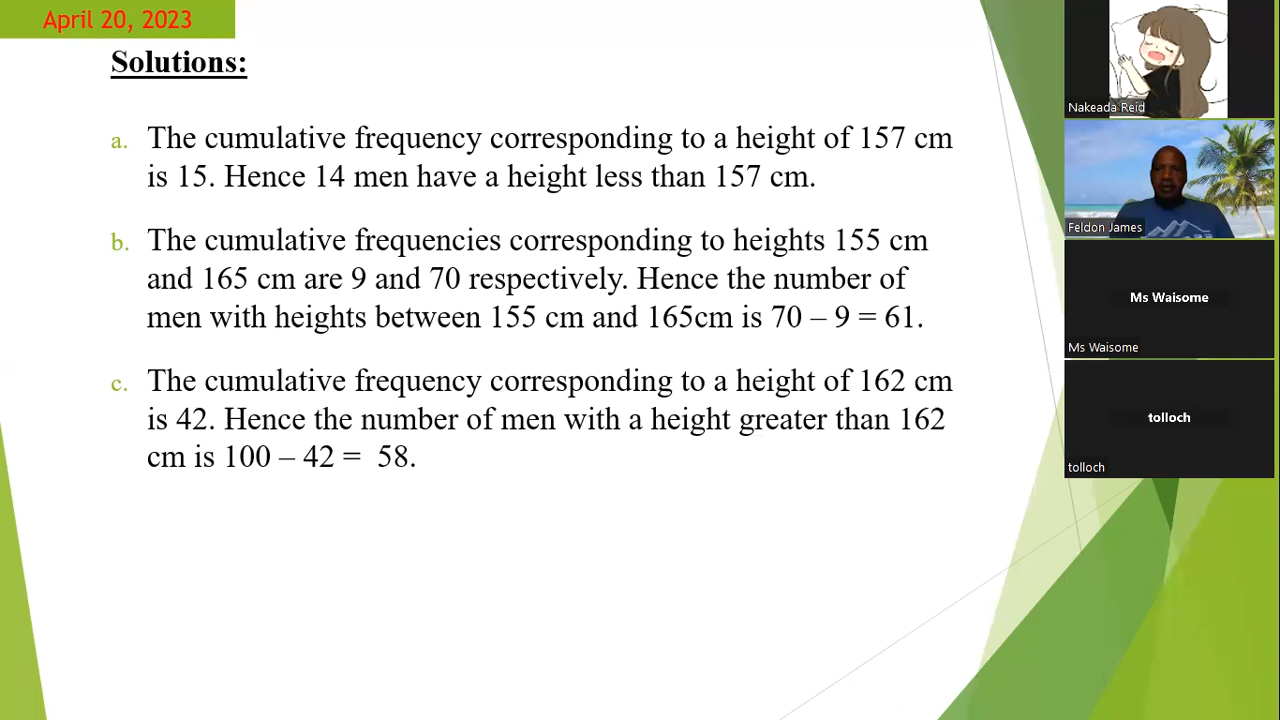 April 20, 2023
Solutions:
a. The cumulative frequency corresponding to a height of 157 cm
is 15. Hence 14 men have a height less than 157 cm.
b. The cumulative frequencies corresponding to heights 155 cm
and 165 cm are 9 and 70 respectively. Hence the number of
men with heights between 155 cm and 165cm is 70 – 9 = 61.
c. The cumulative frequency corresponding to a height of 162 cm
is 42. Hence the number of men with a height greater than 162
cm is 100 – 42 = 58.
Nakeada Reid
Feldon James
Ms Waisome
Ms Waisome
tolloch
tolloch